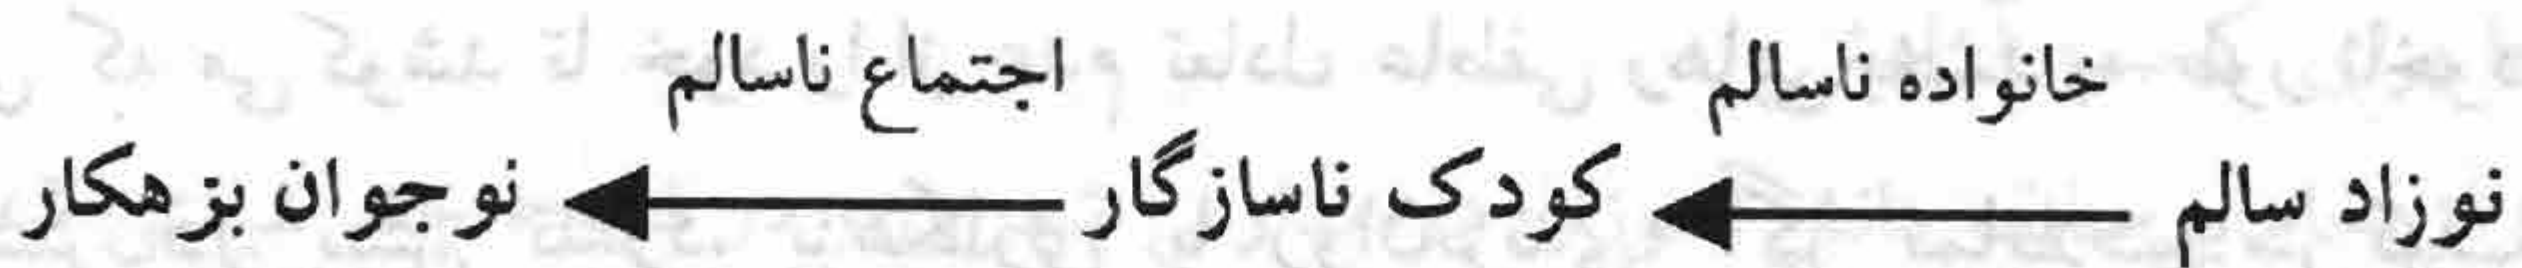 خانواده ناسالم اجتماع ناسالم
نوزاد سالم کودک ناسازگار نوجوان بزهکار